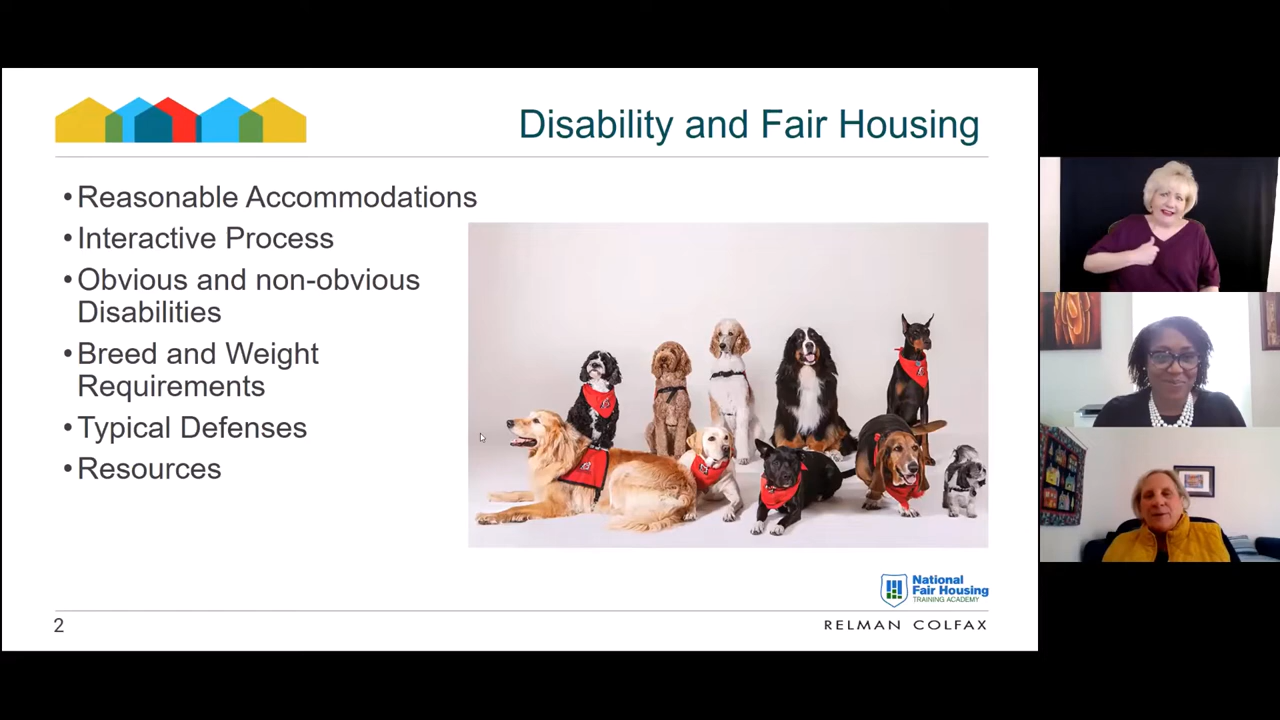 Disability and Fair Housing
•Reasonable Accommodations
•Interactive Process
•Obvious and non-obvious
Disabilities
•Breed and Weight
Requirements
•Typical Defenses
•Resources
National
Fair Housing
TRAINING ACADEMY
2
RELMAN COLFAX